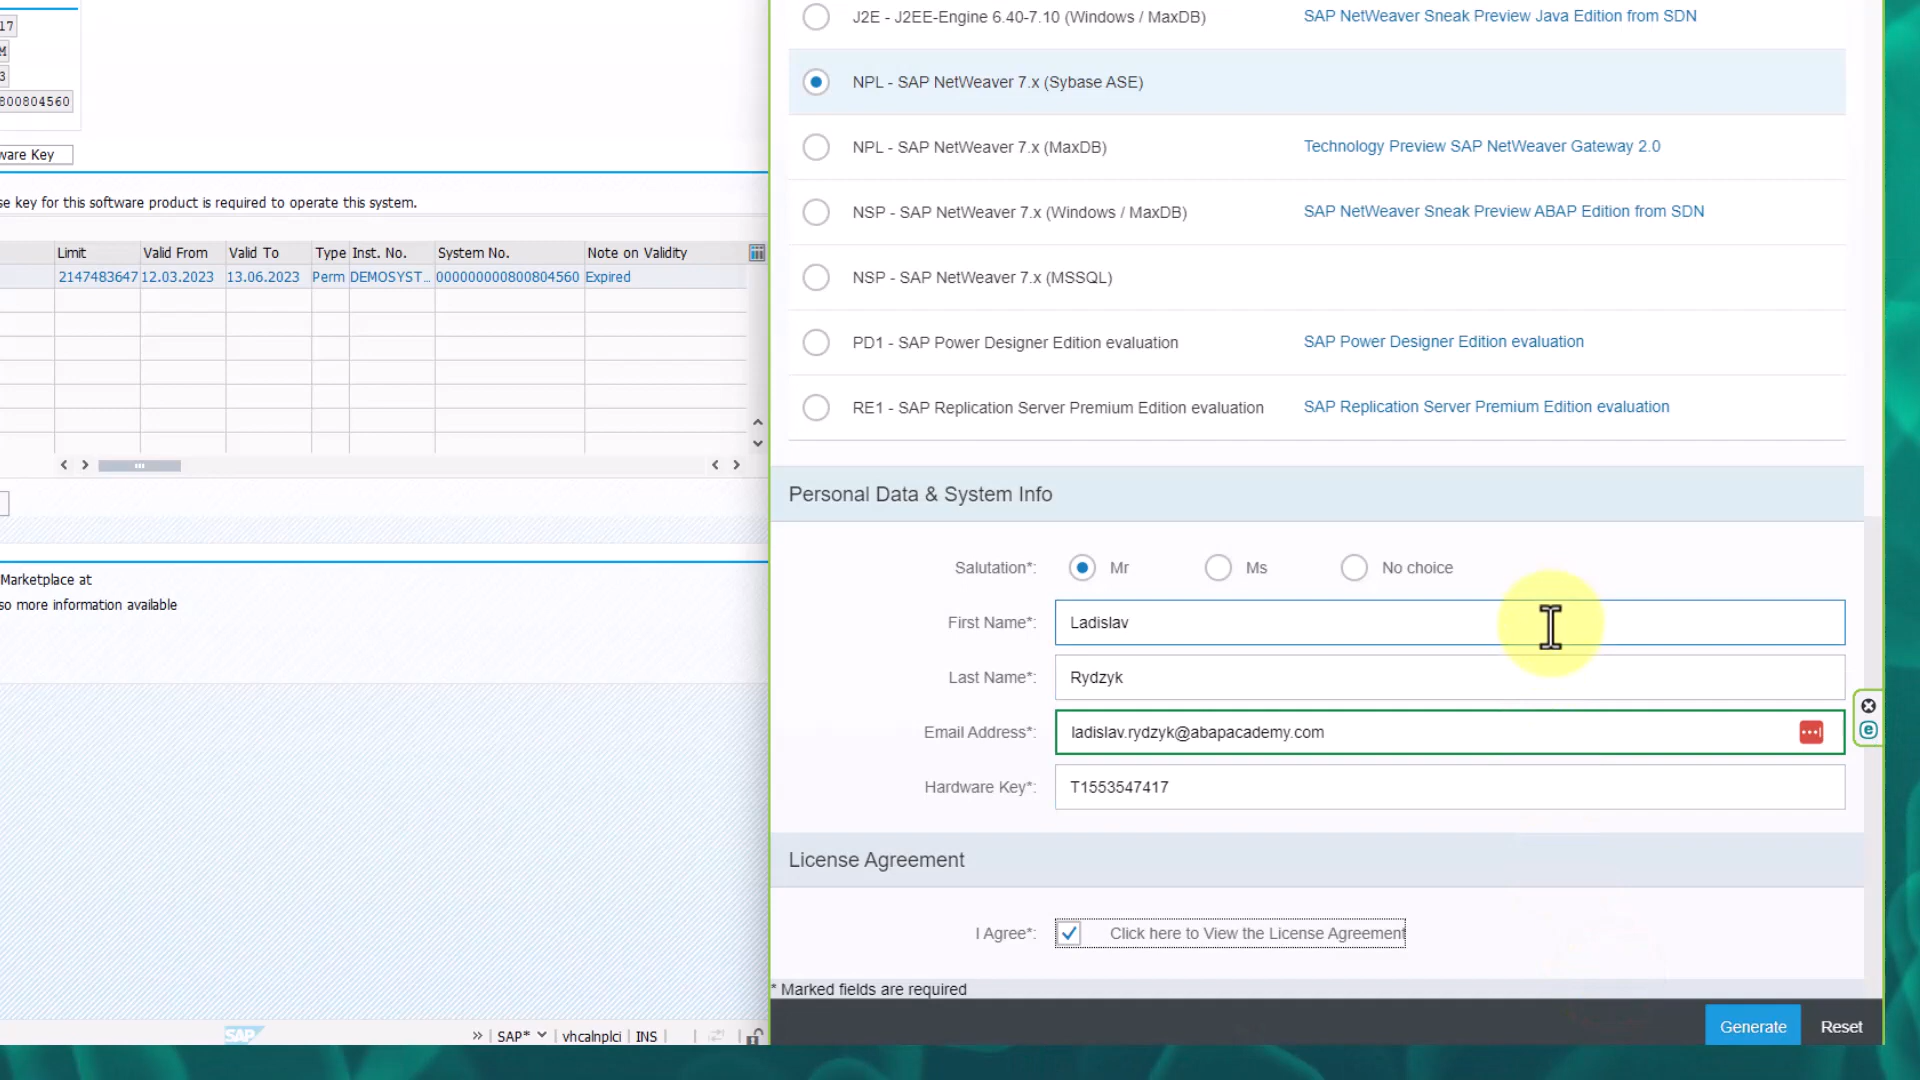 17
M
3
800804560
ware Key
se key for this software product is required to operate this system.
Limit Valid From Valid To Type Inst. No. System No. Note on Validity
2147483647 12.03.2023 13.06.2023 Perm DEMOSYST... 000000000800804560 Expired
Marketplace at
so more information available
SAP
SAP* vhcalnplci INS
J2E - J2EE-Engine 6.40-7.10 (Windows / MaxDB) SAP NetWeaver Sneak Preview Java Edition from SDN
NPL - SAP NetWeaver 7.x (Sybase ASE)
NPL - SAP NetWeaver 7.x (MaxDB) Technology Preview SAP NetWeaver Gateway 2.0
NSP - SAP NetWeaver 7.x (Windows / MaxDB) SAP NetWeaver Sneak Preview ABAP Edition from SDN
NSP - SAP NetWeaver 7.x (MSSQL)
PD1 - SAP Power Designer Edition evaluation SAP Power Designer Edition evaluation
RE1 - SAP Replication Server Premium Edition evaluation SAP Replication Server Premium Edition evaluation
Personal Data & System Info
Salutation*: Mr Ms No choice
First Name*: Ladislav
Last Name*: Rydzyk
Email Address*: ladislav.rydzyk@abapacademy.com
Hardware Key*: T1553547417
License Agreement
I Agree*: Click here to View the License Agreement
* Marked fields are required
Generate Reset